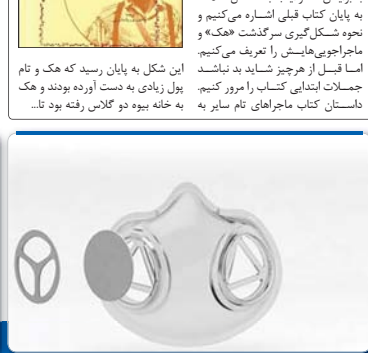 به پایان کتاب قبلی اشاره می‌کنیم و
نحوه شکل‌گیری سرگذشت «هک» و
ماجراجویی‌هایش را تعریف می‌کنیم.
اما قبل از هرچیز شاید بد نباشد
جملات ابتدایی کتاب را مرور کنیم.
داستان کتاب ماجراهای تام سایر به
این شکل به پایان رسید که هک و تام
پول زیادی به دست آورده بودند و هک
به خانه بیوه دو گلاس رفته بود تا...